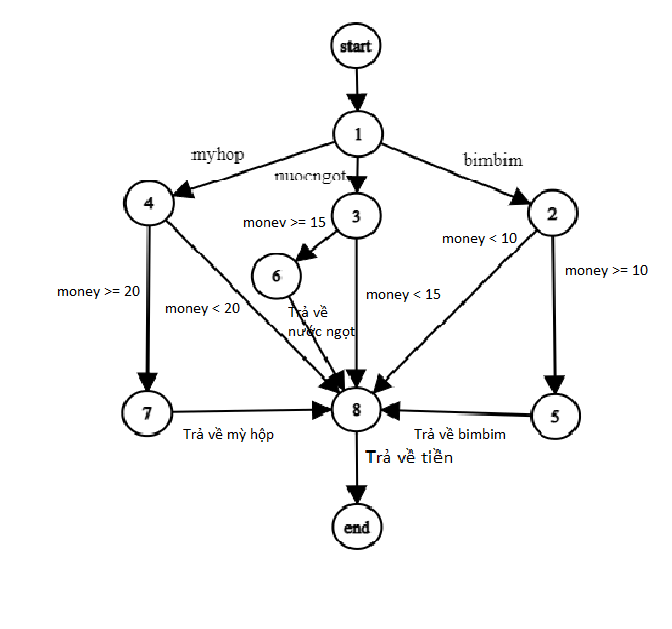 start
1
myhop
bimbim
nuocngot
4
3
2
monev >= 15
money < 10
6
money >= 10
money >= 20
money < 20
money < 15
Trả về
nước ngọt
7
8
5
Trả về mỳ hộp
Trả về bimbim
Trả về tiền
end